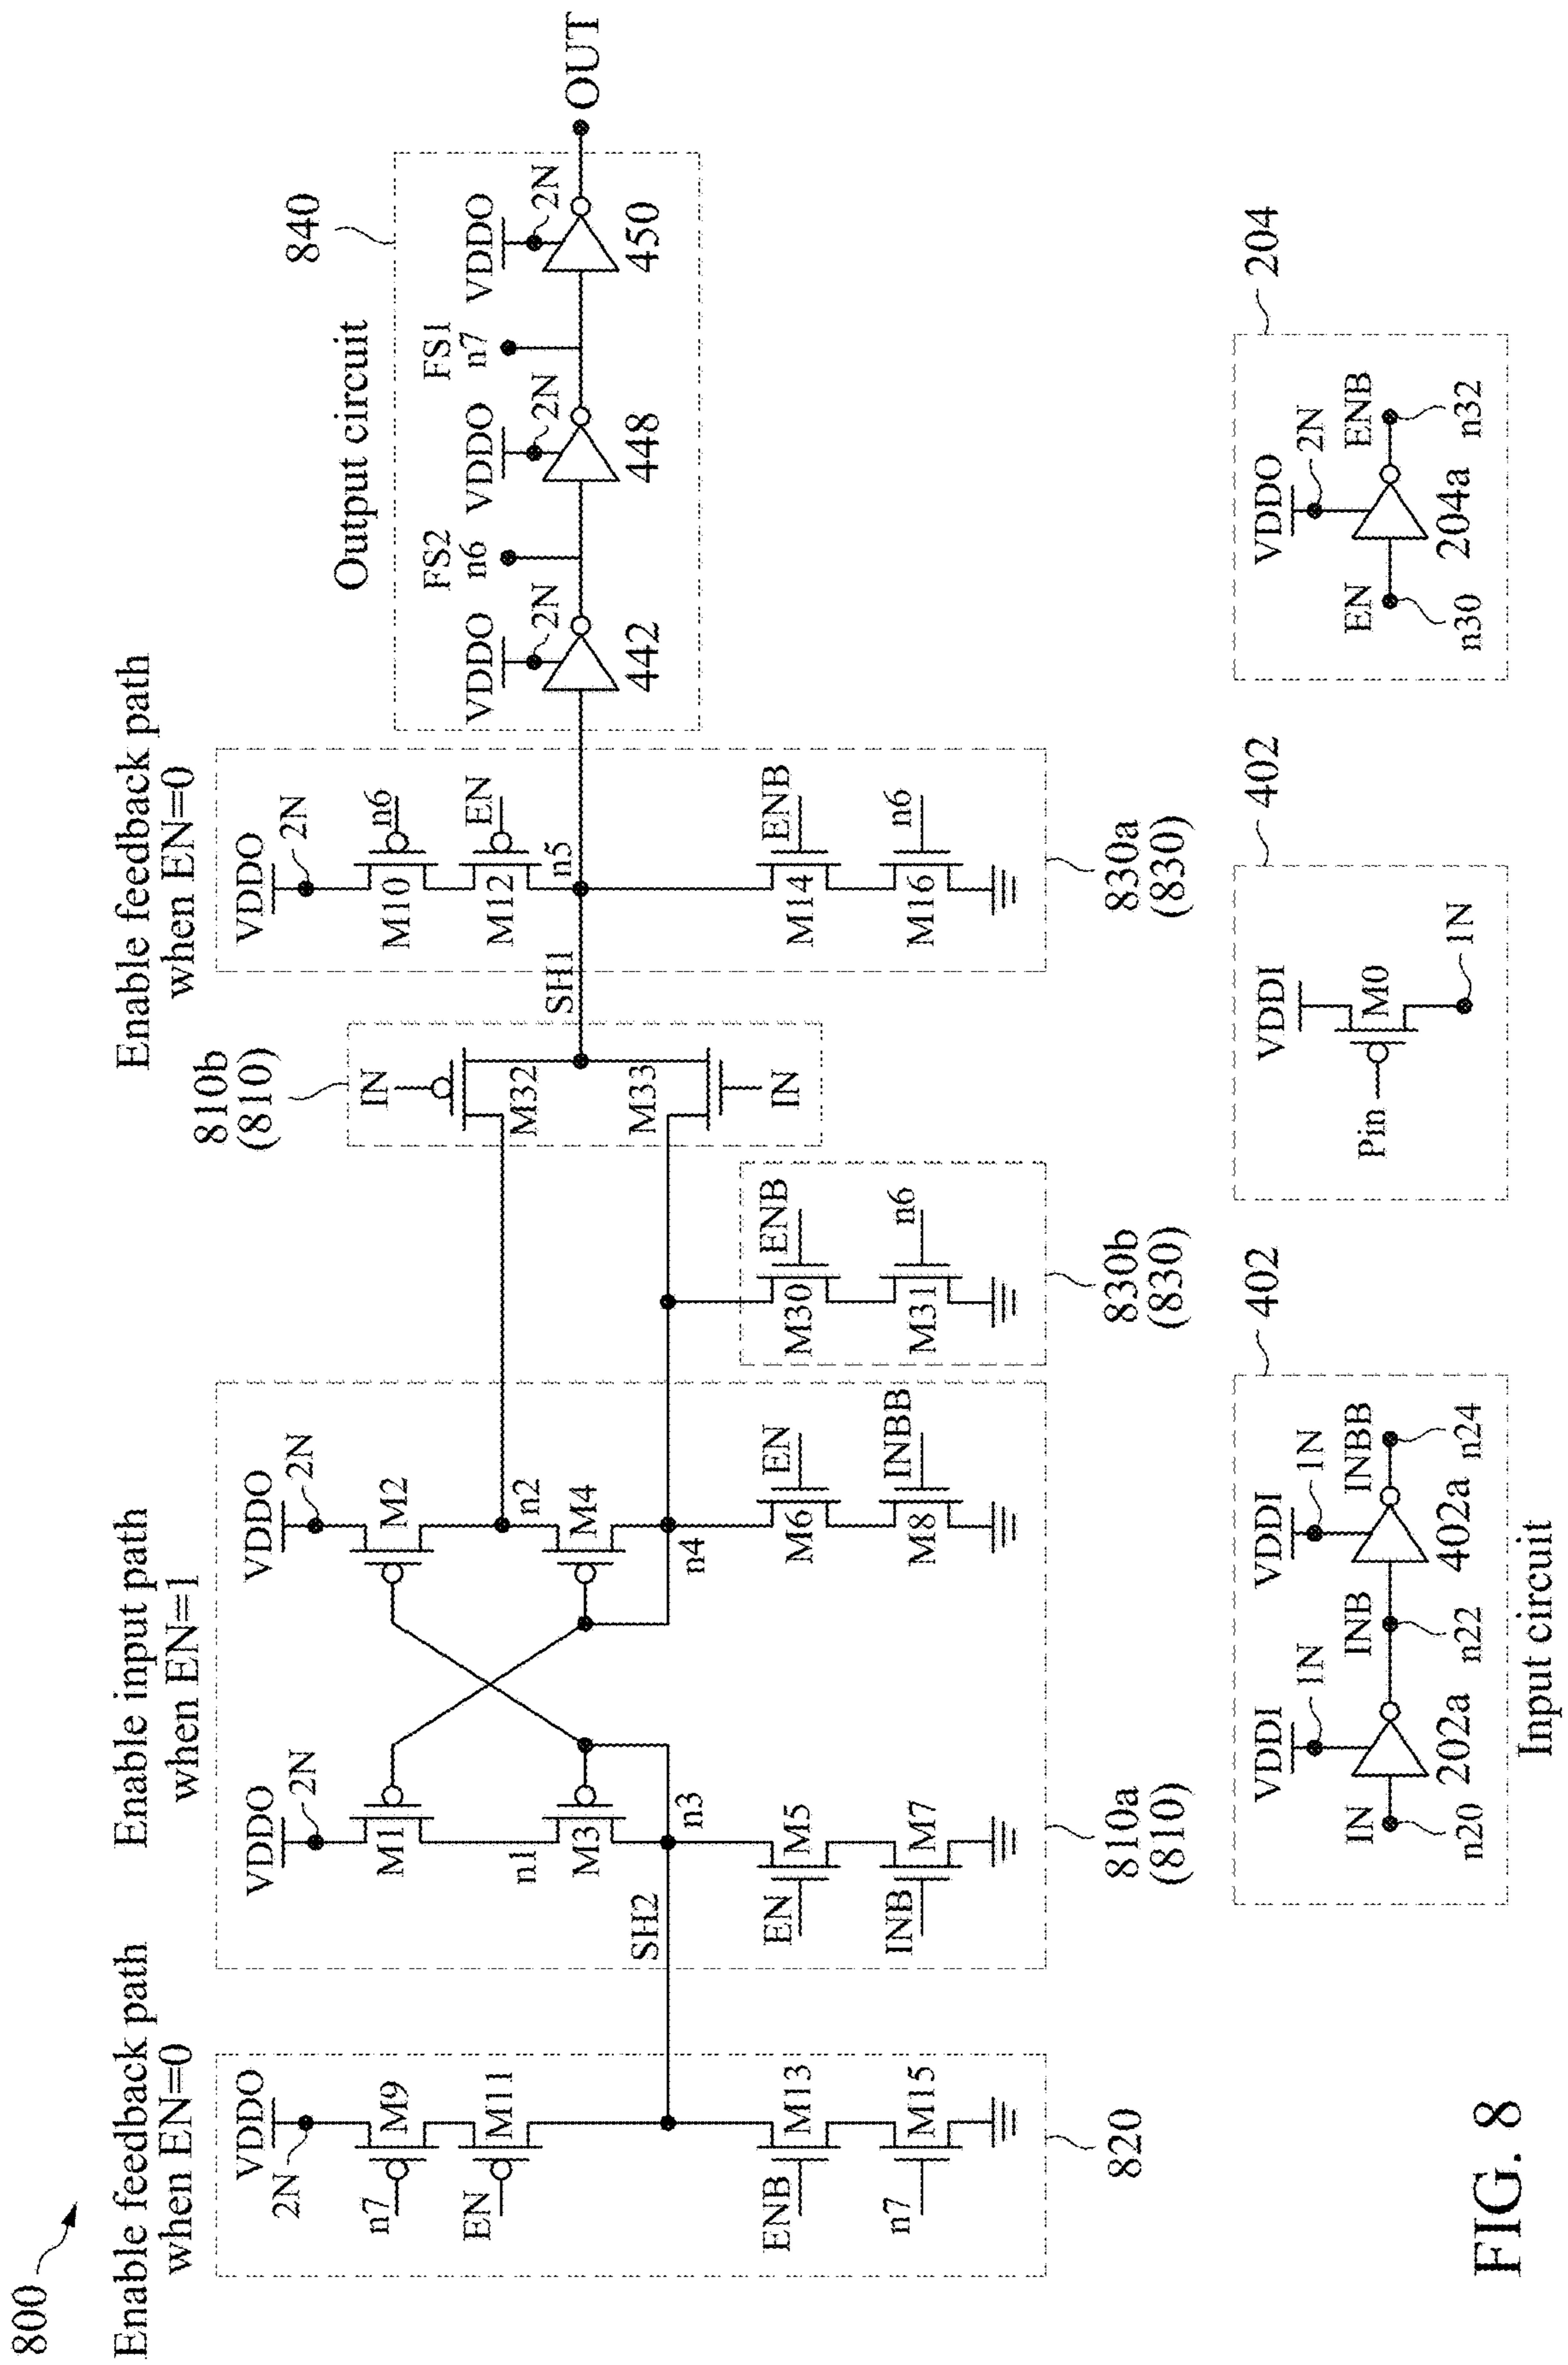 800
Enable feedback path
when EN=0
VDDO
2N
n7
M9
EN
M11
ENB
M13
n7
M15
820
SH2
Enable input path
when EN=1
VDDO
2N
M1
n1
M3
n3
EN
M5
INB
M7
VDDO
2N
M2
n2
M4
n4
M6
EN
M8
INBB
810a
(810)
M30
ENB
M31
n6
830b
(830)
810b
(810)
IN
M32
M33
IN
SH1
Enable feedback path
when EN=0
VDDO
2N
M10
n6
M12
EN
n5
M14
ENB
M16
n6
830a
(830)
Output circuit
840
VDDO
2N
442
FS2
n6
VDDO
2N
448
FS1
n7
VDDO
2N
450
OUT
402
VDDI
1N
IN
n20
202a
INB
n22
VDDI
1N
402a
INBB
n24
Input circuit
402
VDDI
Pin
M0
1N
204
VDDO
2N
EN
n30
204a
ENB
n32
FIG. 8